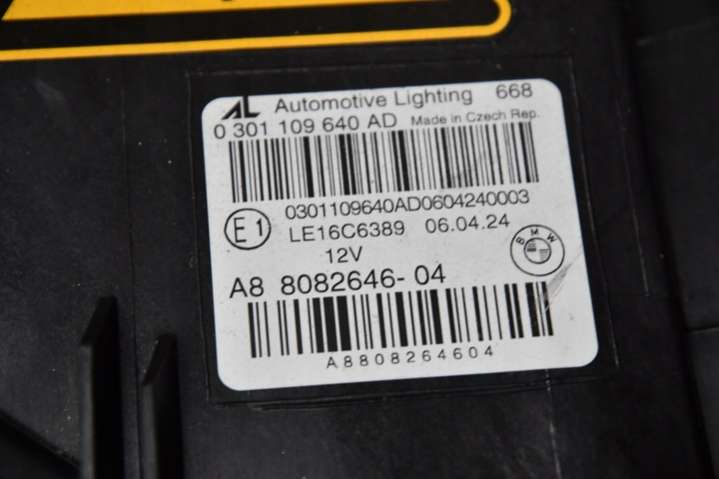 AL Automotive Lighting 668
0 301 109 640 AD Made in Czech Rep.
0301109640AD0604240003
E1 LE16C6389 06.04.24
12V
BMW
A8 8082646-04
A8808264604